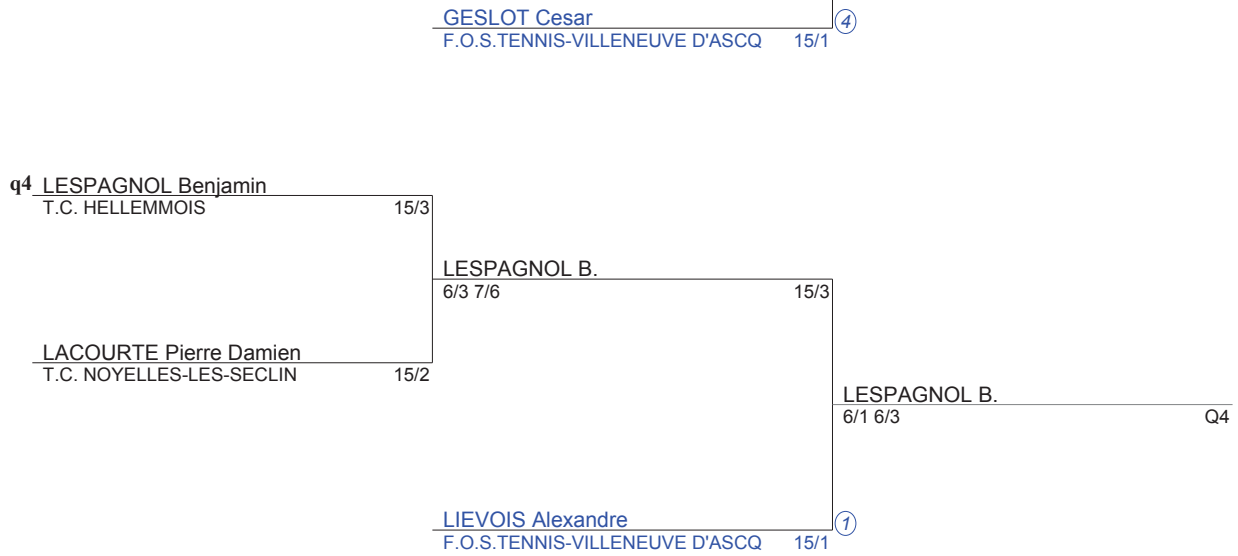 GESLOT Cesar
4
F.O.S.TENNIS-VILLENEUVE D'ASCQ 15/1
q4 LESPAGNOL Benjamin
T.C. HELLEMMOIS 15/3
LESPAGNOL B.
6/3 7/6 15/3
LACOURTE Pierre Damien
T.C. NOYELLES-LES-SECLIN 15/2
LESPAGNOL B.
6/1 6/3 Q4
LIEVOIS Alexandre
1
F.O.S.TENNIS-VILLENEUVE D'ASCQ 15/1